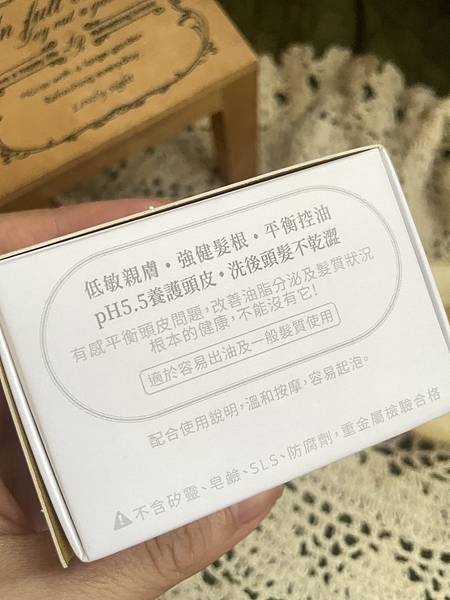 低敏親膚・強健髮根・平衡控油
pH5.5養護頭皮・洗後頭髮不乾澀
有感平衡頭皮問題，改善油脂分泌及髮質狀況
根本的健康，不能沒有它！
適於容易出油及一般髮質使用
配合使用說明，溫和按摩，容易起泡。
不含矽靈、皂鹼、SLS、防腐劑，重金屬檢驗合格